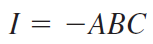 I = −ABC